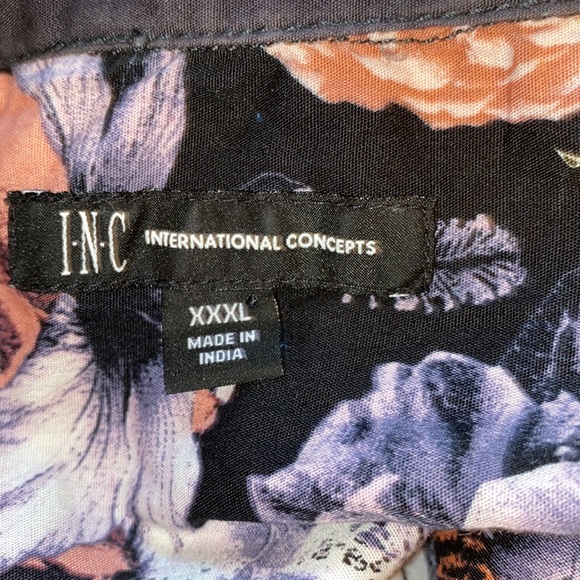 I·N·C INTERNATIONAL CONCEPTS
XXXL
MADE IN
INDIA